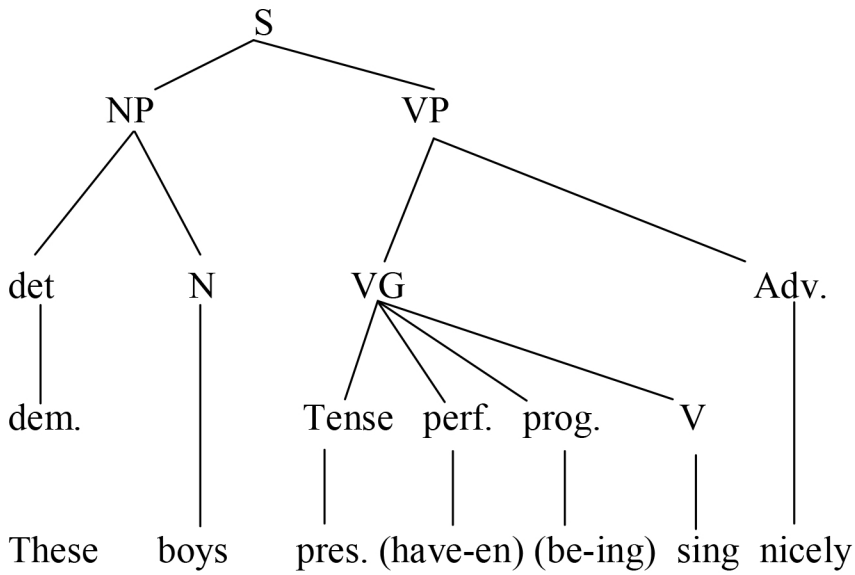 S
NP VP
det N VG Adv.
dem. Tense perf. prog. V
These boys pres. (have-en) (be-ing) sing nicely